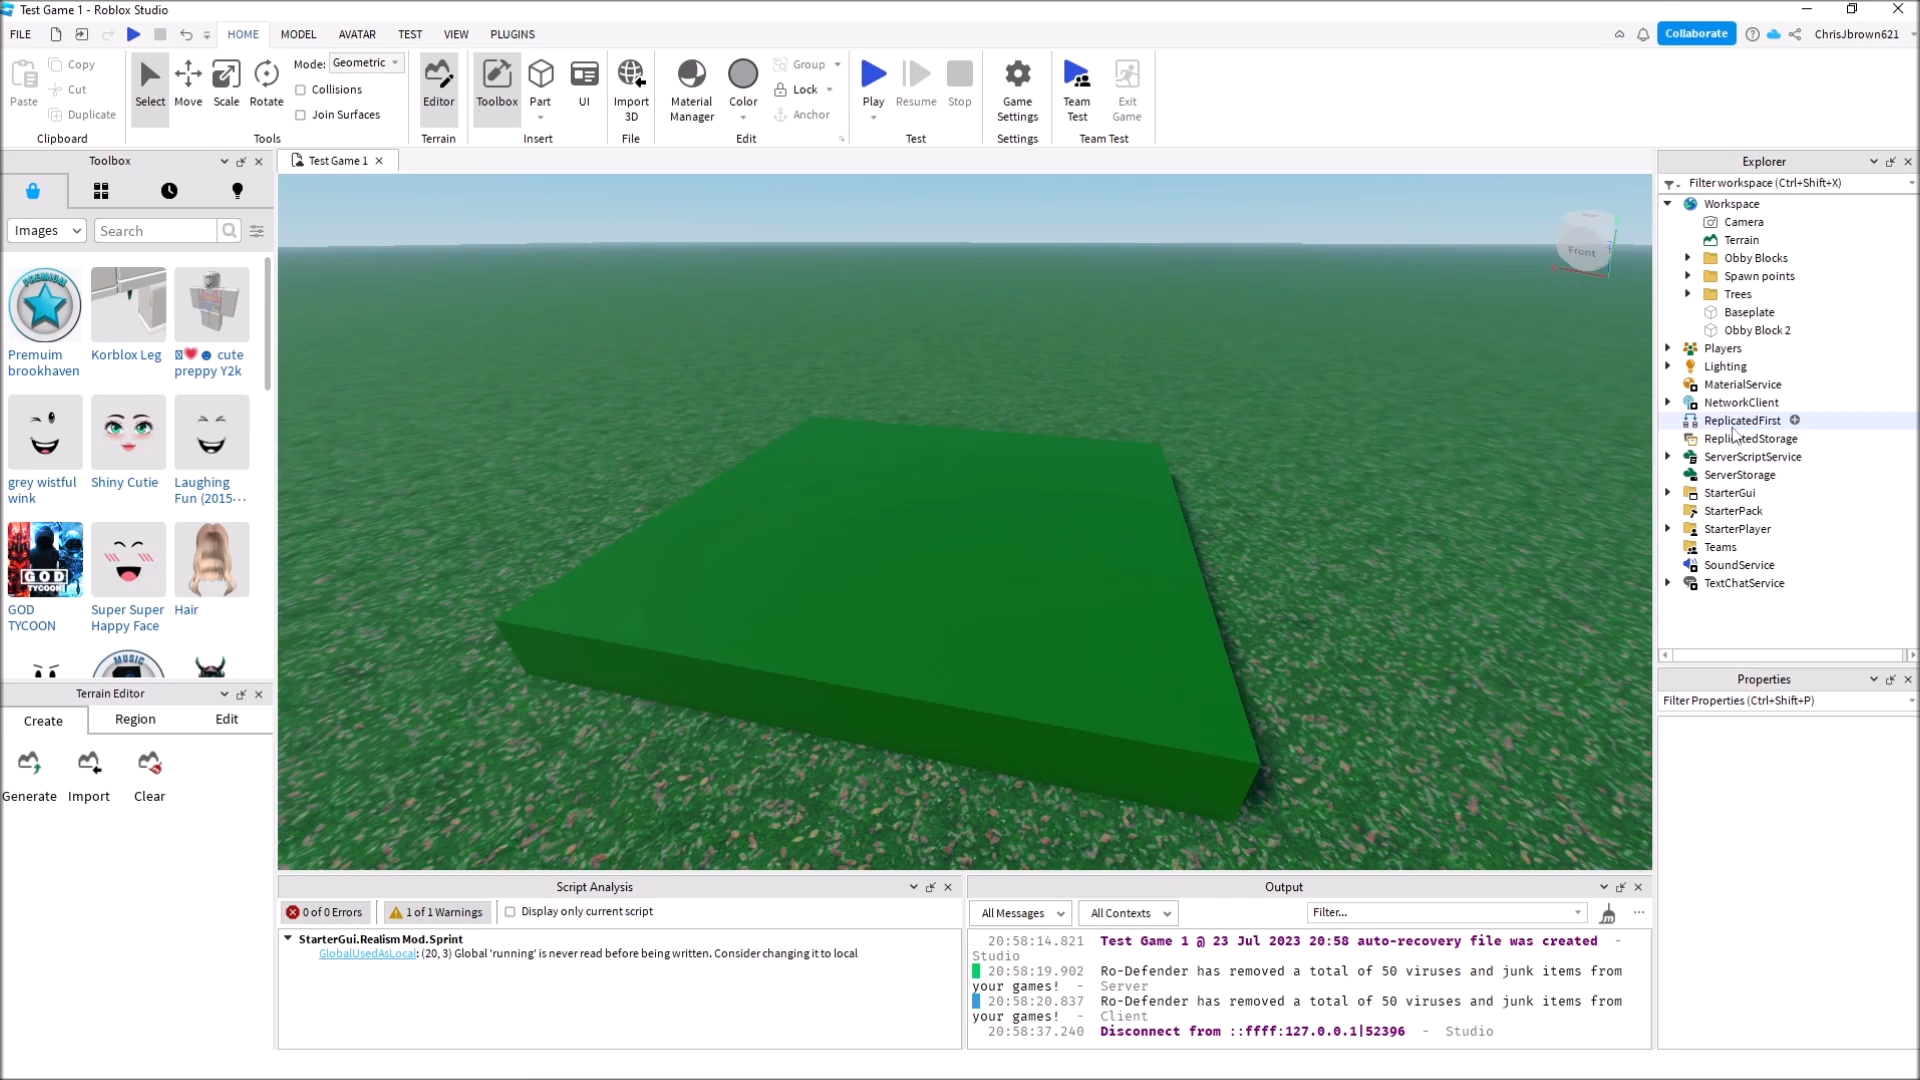 Test Game 1 - Roblox Studio
FILE HOME MODEL AVATAR TEST VIEW PLUGINS Collaborate ChrisJbrown621
Paste Copy Cut Duplicate
Clipboard
Select Move Scale Rotate
Mode: Geometric
Collisions
Join Surfaces
Tools
Editor
Terrain
Toolbox Part UI
Insert
Import 3D
File
Material Manager Color
Group
Lock
Anchor
Edit
Play Resume Stop
Test
Game Settings
Settings
Team Test Exit Game
Team Test
Toolbox
Images Search
PREMIUM
Premuim brookhaven
Korblox Leg
cute preppy Y2k
grey wistful wink
Shiny Cutie
Laughing Fun (2015-···
GOD
TYCOON
GOD TYCOON
Super Super Happy Face
Hair
MUSIC
Terrain Editor
Create Region Edit
Generate Import Clear
Test Game 1
Front
Script Analysis
0 of 0 Errors 1 of 1 Warnings Display only current script
StarterGui.Realism Mod.Sprint
GlobalUsedAsLocal: (20, 3) Global 'running' is never read before being written. Consider changing it to local
Output
All Messages All Contexts Filter...
20:58:14.821 Test Game 1 @ 23 Jul 2023 20:58 auto-recovery file was created -
Studio
20:58:19.902 Ro-Defender has removed a total of 50 viruses and junk items from
your games! - Server
20:58:20.837 Ro-Defender has removed a total of 50 viruses and junk items from
your games! - Client
20:58:37.240 Disconnect from ::ffff:127.0.0.1|52396 - Studio
Explorer
Filter workspace (Ctrl+Shift+X)
Workspace
Camera
Terrain
Obby Blocks
Spawn points
Trees
Baseplate
Obby Block 2
Players
Lighting
MaterialService
NetworkClient
ReplicatedFirst
ReplicatedStorage
ServerScriptService
ServerStorage
StarterGui
StarterPack
StarterPlayer
Teams
SoundService
TextChatService
Properties
Filter Properties (Ctrl+Shift+P)